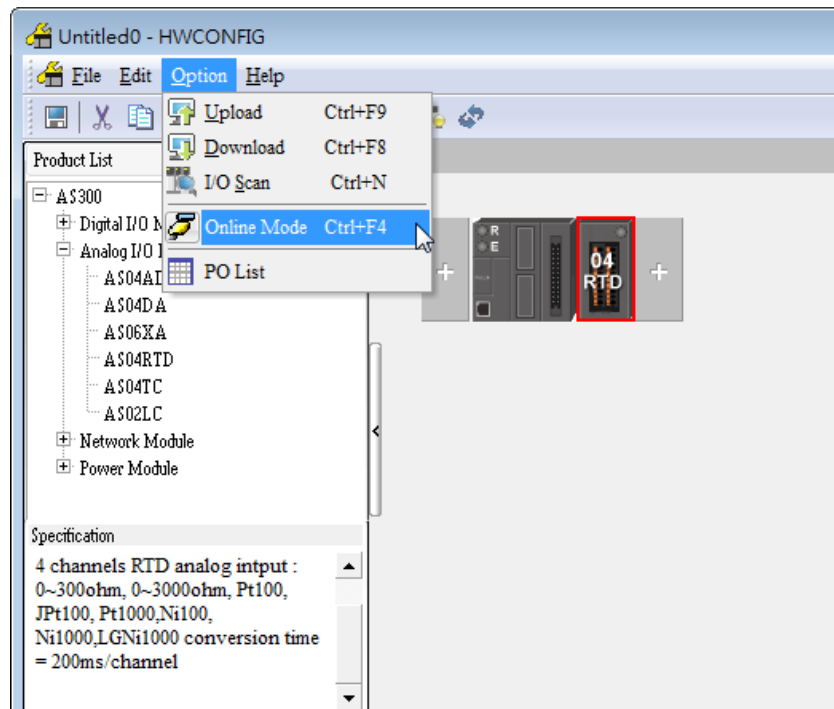 Untitled0 - HWCONFIG
File Edit Option Help
Upload Ctrl+F9
Download Ctrl+F8
I/O Scan Ctrl+N
Online Mode Ctrl+F4
PO List
Product List
AS300
Digital I/O
Analog I/O
AS04AD
AS04DA
AS06XA
AS04RTD
AS04TC
AS02LC
Network Module
Power Module
R
E
04
RTD
+
+
Specification
4 channels RTD analog intput :
0~300ohm, 0~3000ohm, Pt100,
JPt100, Pt1000,Ni100,
Ni1000,LGNi1000 conversion time
= 200ms/channel